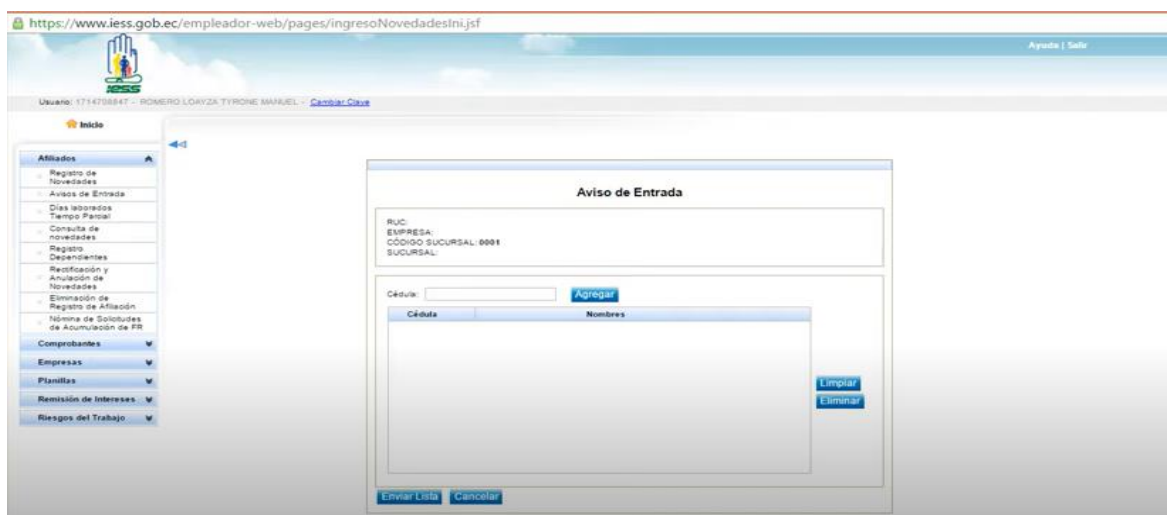 https://www.iess.gob.ec/empleador-web/pages/ingresoNovedadesIni.jsf
Ayuda | Salir
IESS
Usuario: 1714708847 - ROMERO LOAYZA TYRONE MANUEL - Cambiar Clave
Inicio
Afiliados
Registro de
Novedades
Avisos de Entrada
Días laborados
Tiempo Parcial
Consulta de
novedades
Registro
Dependientes
Rectificación y
Anulación de
Novedades
Eliminación de
Registro de Afiliación
Nómina de Solicitudes
de Acumulación de FR
Comprobantes
Empresas
Planillas
Remisión de Intereses
Riesgos del Trabajo
Aviso de Entrada
RUC:
EMPRESA:
CÓDIGO SUCURSAL: 0001
SUCURSAL:
Cédula: Agregar
Cédula Nombres
Limpiar
Eliminar
Enviar Lista Cancelar